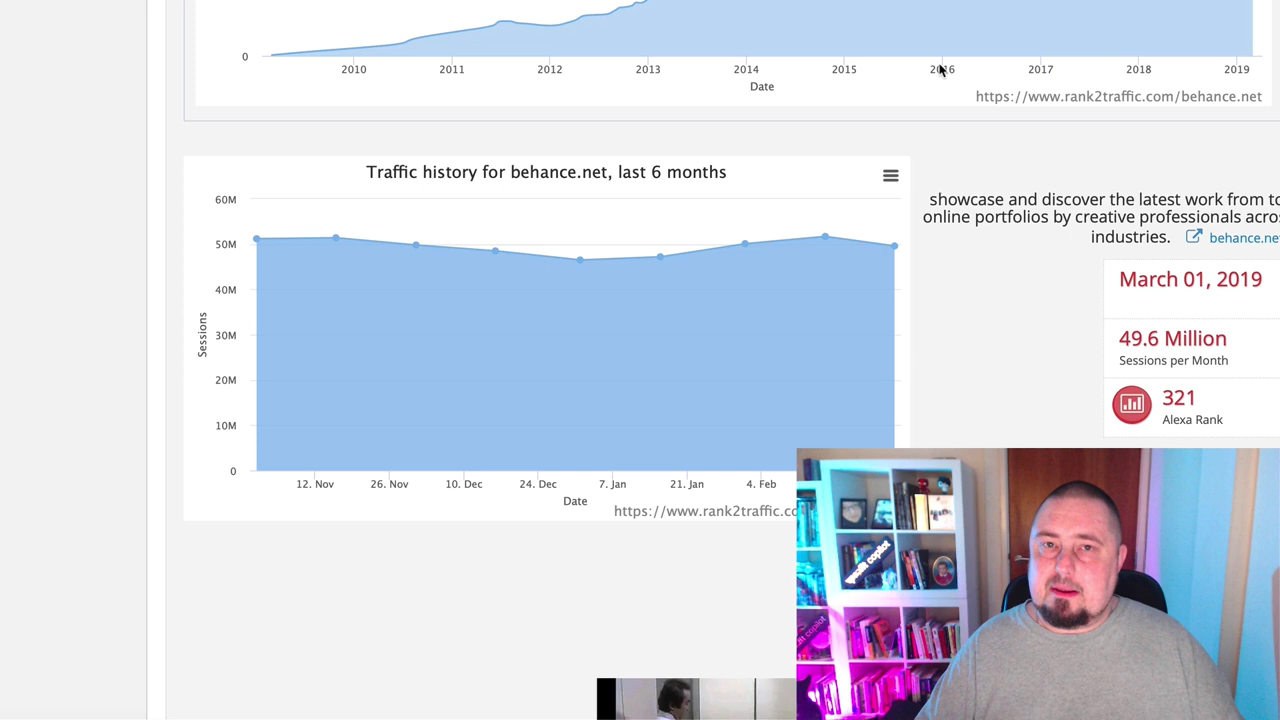 0
2010 2011 2012 2013 2014 2015 2016 2017 2018 2019
Date
https://www.rank2traffic.com/behance.net
Traffic history for behance.net, last 6 months
60M
50M
40M
30M
20M
10M
0
Sessions
12. Nov 26. Nov 10. Dec 24. Dec 7. Jan 21. Jan 4. Feb
Date
https://www.rank2traffic.co
showcase and discover the latest work from to
online portfolios by creative professionals acro
industries. behance.ne
March 01, 2019
49.6 Million
Sessions per Month
321
Alexa Rank